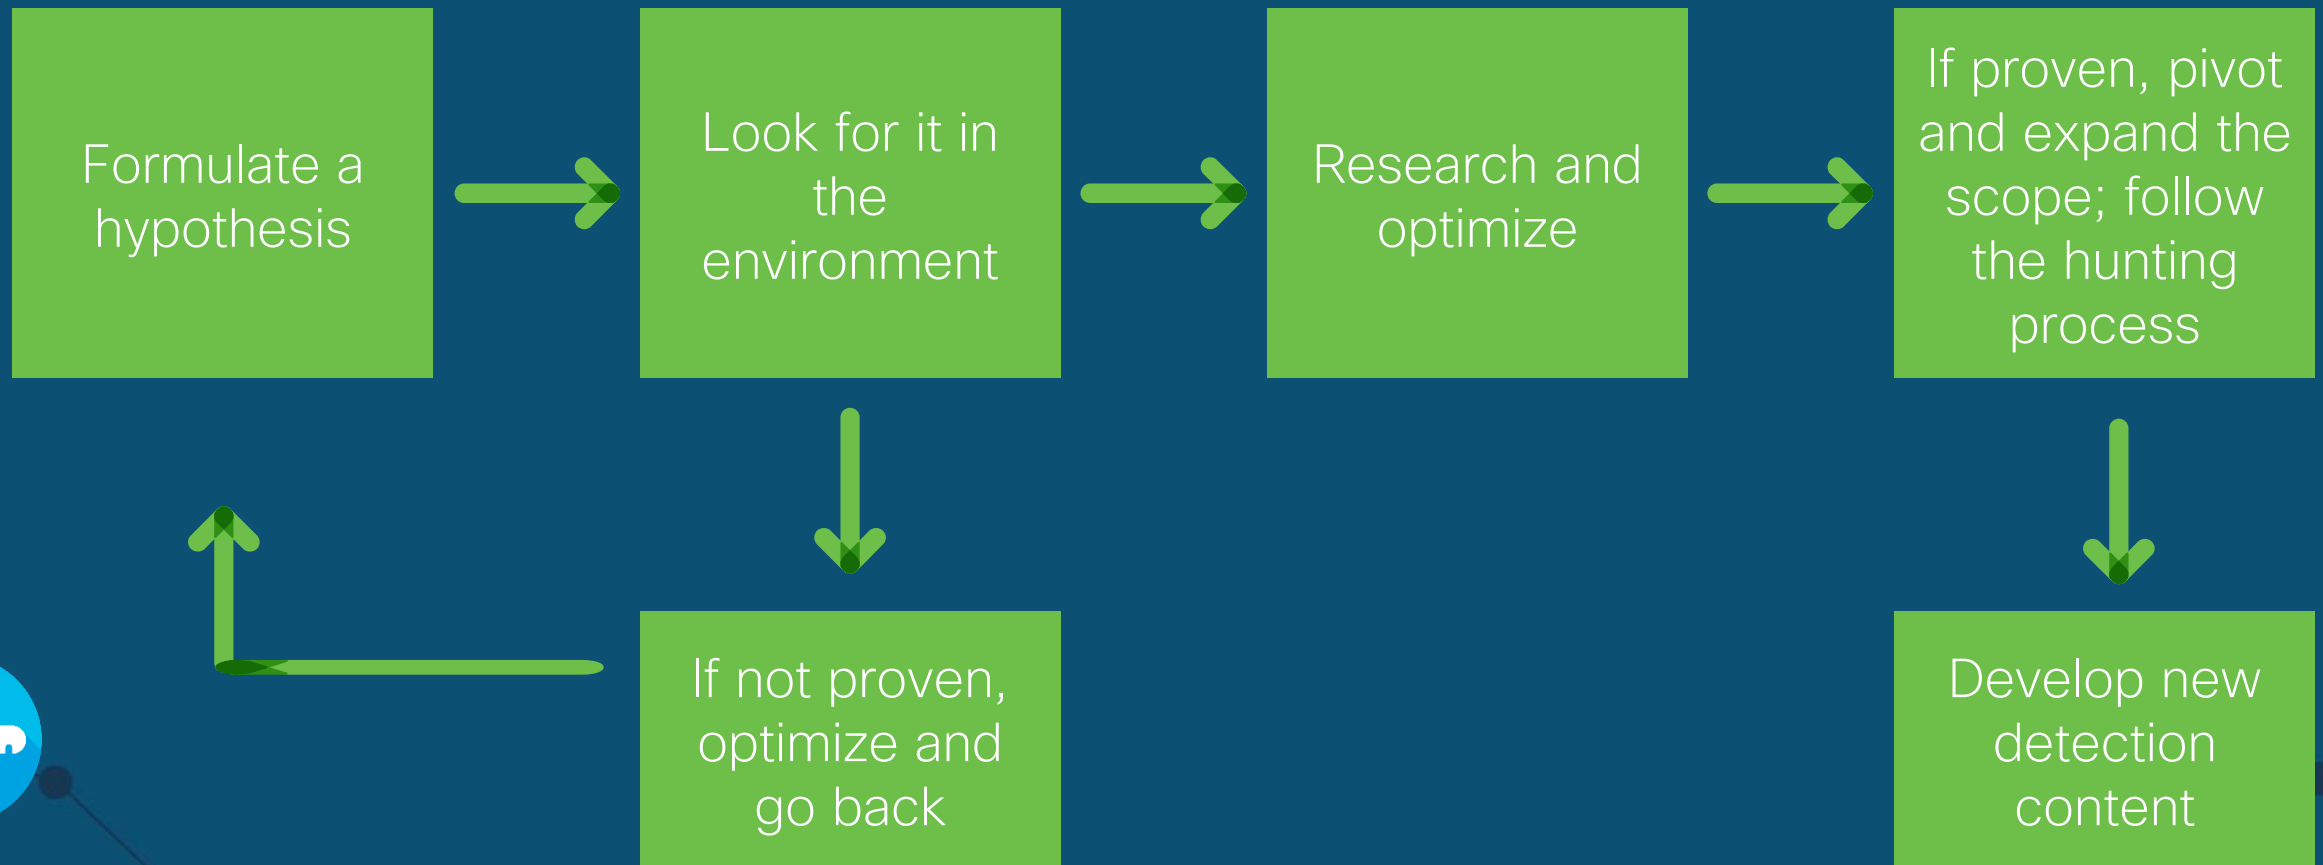 Formulate a
hypothesis
Look for it in
the
environment
Research and
optimize
If proven, pivot
and expand the
scope; follow
the hunting
process
If not proven,
optimize and
go back
Develop new
detection
content